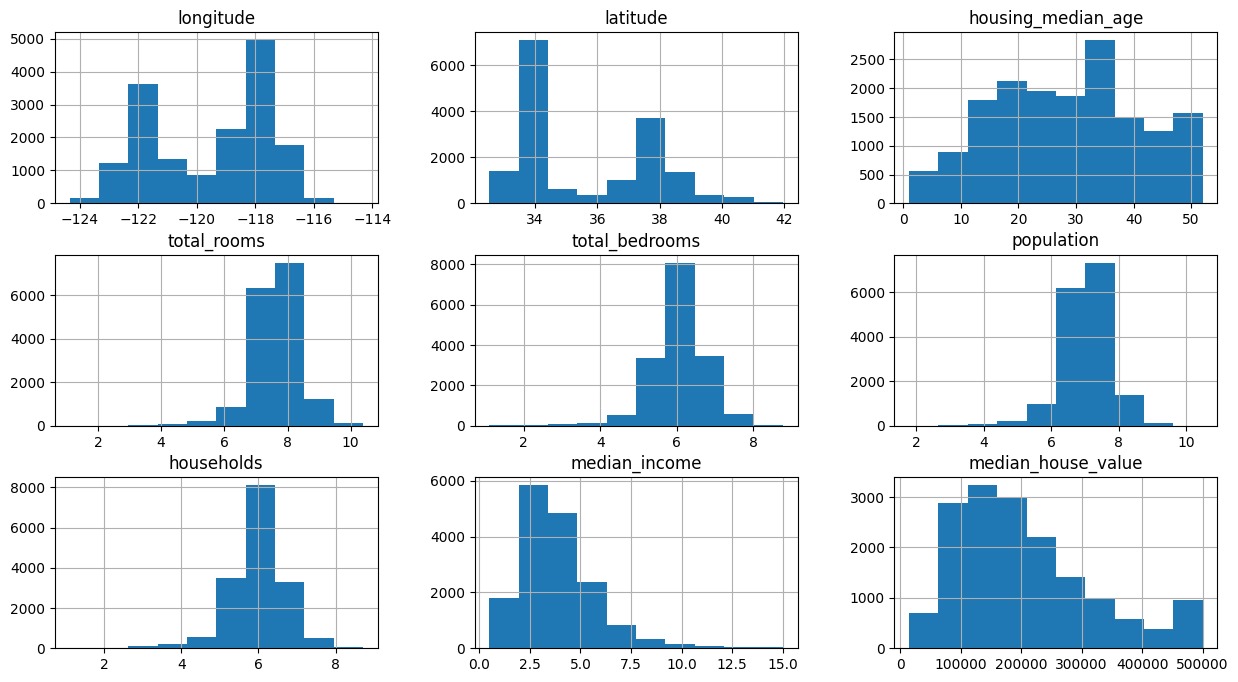 longitude
5000
4000
3000
2000
1000
0
−124 −122 −120 −118 −116 −114
latitude
6000
4000
2000
0
34 36 38 40 42
housing_median_age
2500
2000
1500
1000
500
0
0 10 20 30 40 50
total_rooms
6000
4000
2000
0
2 4 6 8 10
total_bedrooms
8000
6000
4000
2000
0
2 4 6 8
population
6000
4000
2000
0
2 4 6 8 10
households
8000
6000
4000
2000
0
2 4 6 8
median_income
6000
4000
2000
0
0.0 2.5 5.0 7.5 10.0 12.5 15.0
median_house_value
3000
2000
1000
0
0 100000 200000 300000 400000 500000